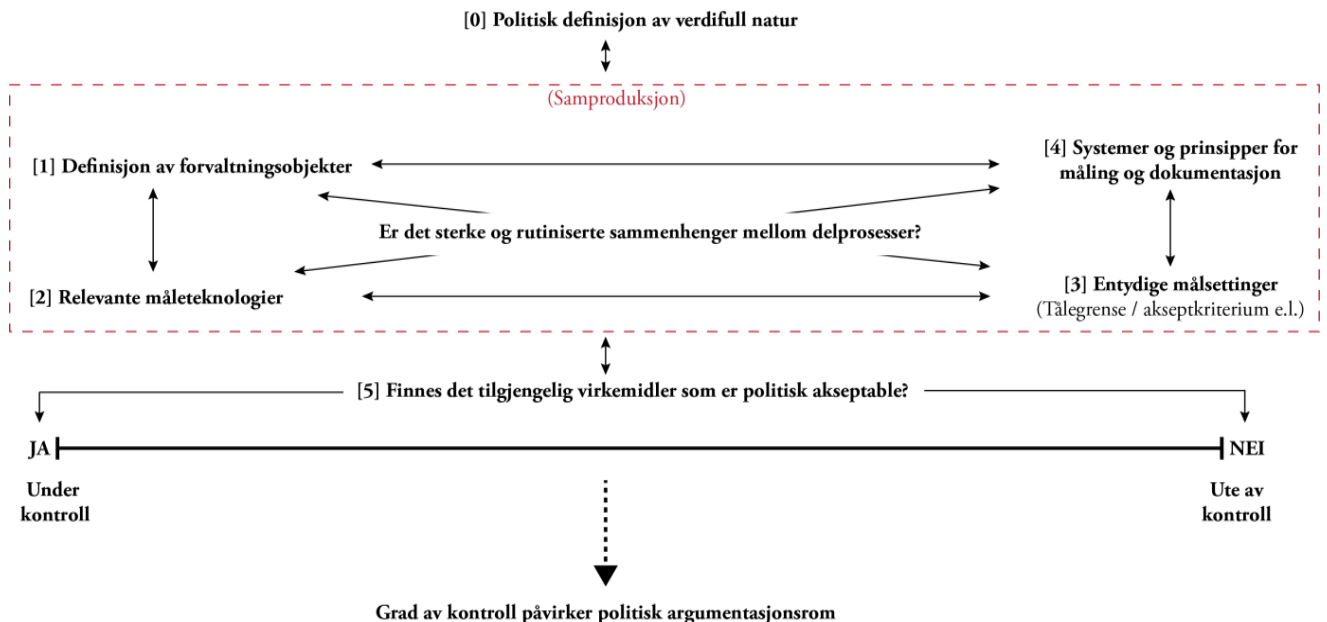 [0] Politisk definisjon av verdifull natur
(Samproduksjon)
[1] Definisjon av forvaltningsobjekter
[4] Systemer og prinsipper for
måling og dokumentasjon
Er det sterke og rutiniserte sammenhenger mellom delprosesser?
[2] Relevante måleteknologier
[3] Entydige målsettinger
(Tålegrense / akseptkriterium e.l.)
[5] Finnes det tilgjengelig virkemidler som er politisk akseptable?
JA
NEI
Under
kontroll
Ute av
kontroll
Grad av kontroll påvirker politisk argumentasjonsrom